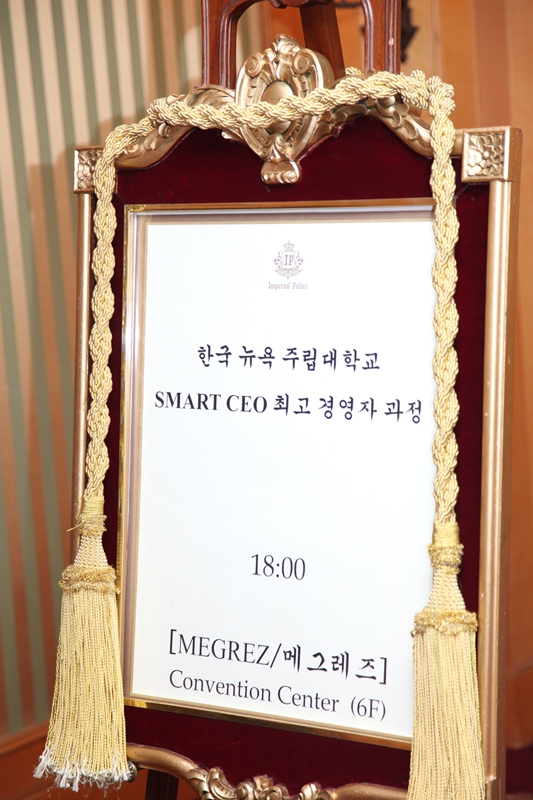 IP
Imperial Palace
한국 뉴욕 주립대학교
SMART CEO 최고 경영자 과정
18:00
[MEGREZ/메그레즈]
Convention Center (6F)